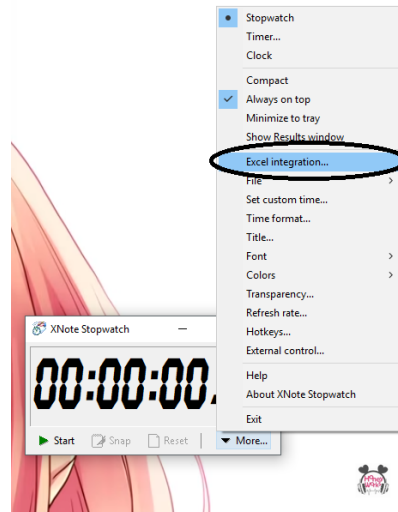 Stopwatch
Timer...
Clock
Compact
Always on top
Minimize to tray
Show Results window
Excel integration...
File
Set custom time...
Time format...
Title...
Font
Colors
Transparency...
Refresh rate...
Hotkeys...
External control...
Help
About XNote Stopwatch
Exit
XNote Stopwatch
00:00:00.
Start Snap Reset More...